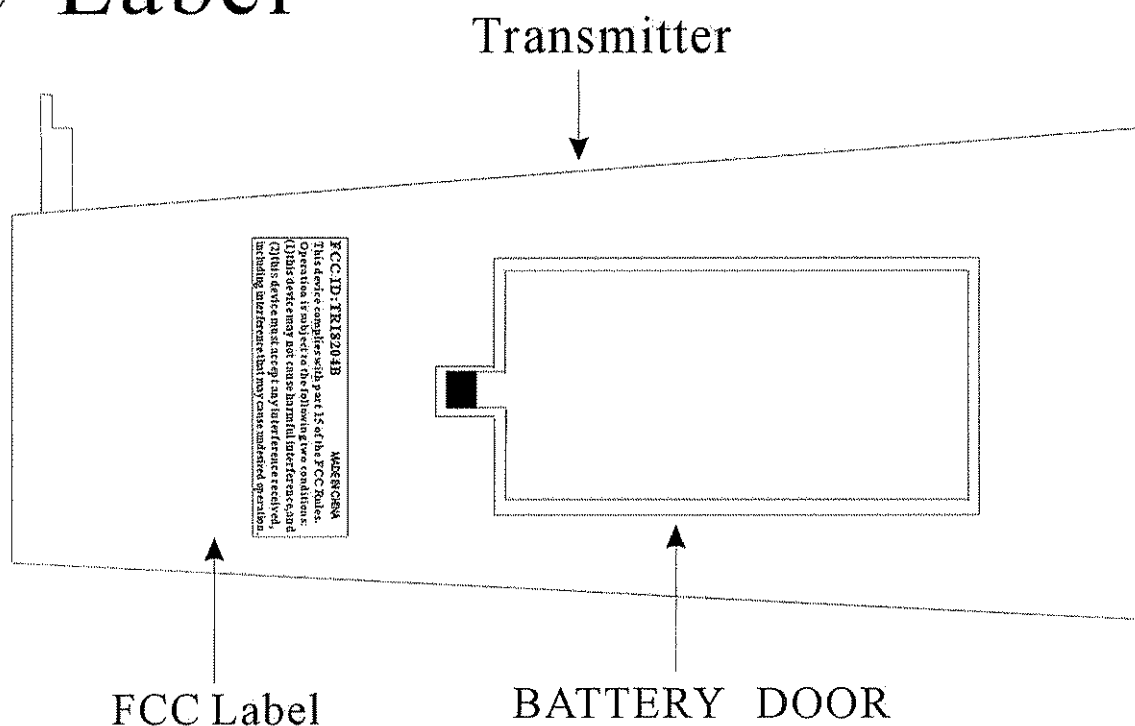 Label
Transmitter
FCC ID: TRI8204B MADE IN CHINA
This device complies with part 15 of the FCC Rules.
Operation is subject to the following two conditions:
(1)this device may not cause harmful interference,and
(2)this device must accept any interference received,
including interference that may cause undesired operation.
FCC Label
BATTERY DOOR